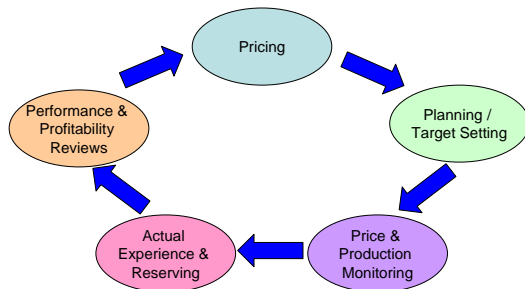 Pricing
Planning /
Target Setting
Price &
Production
Monitoring
Actual
Experience &
Reserving
Performance &
Profitability
Reviews